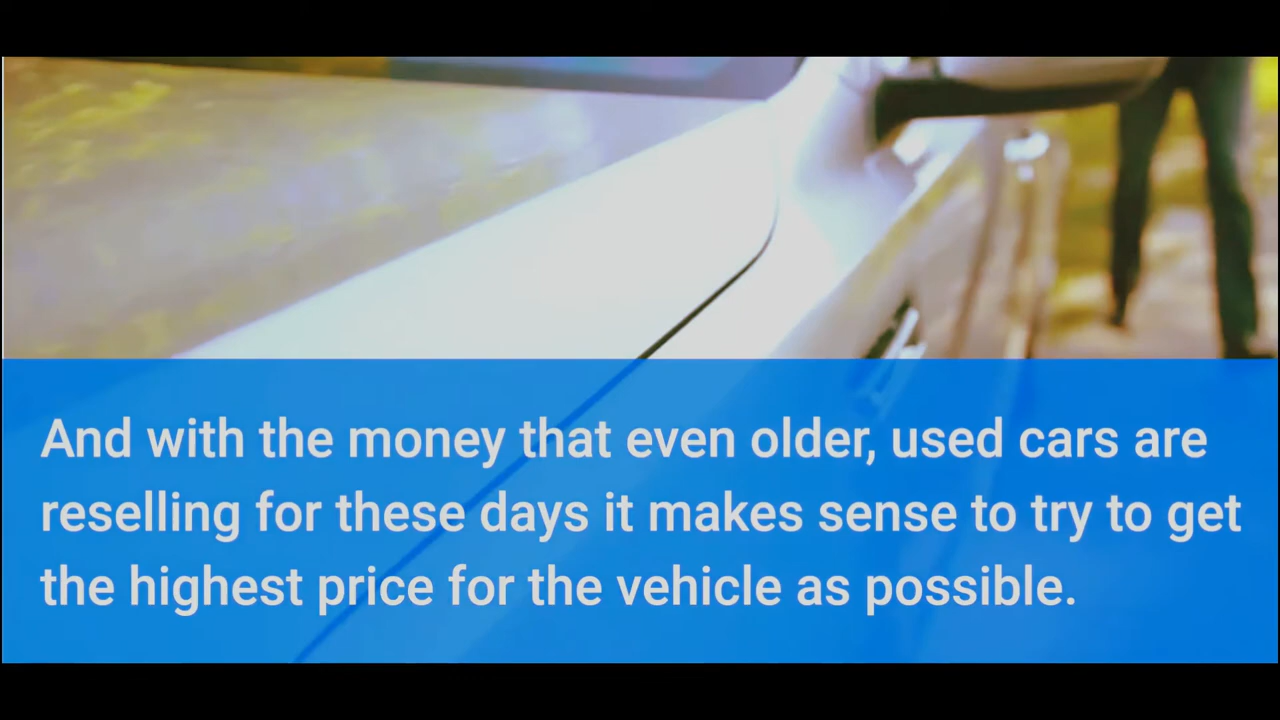 And with the money that even older, used cars are
reselling for these days it makes sense to try to get
the highest price for the vehicle as possible.